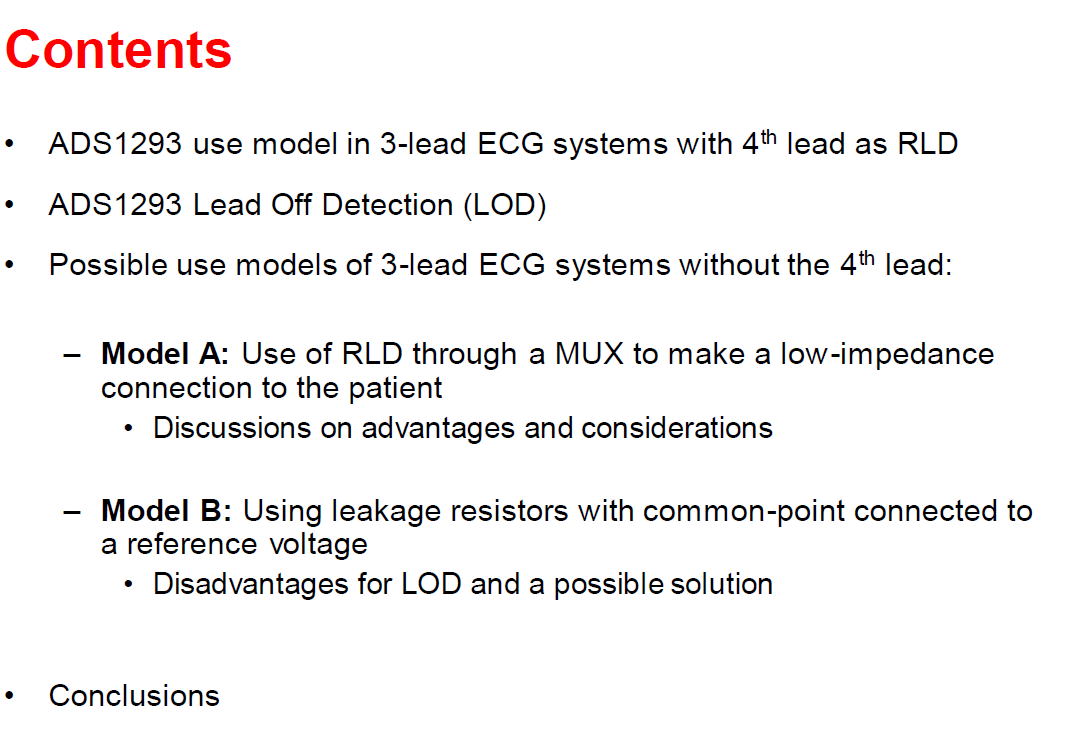 Contents
• ADS1293 use model in 3-lead ECG systems with 4th lead as RLD
• ADS1293 Lead Off Detection (LOD)
• Possible use models of 3-lead ECG systems without the 4th lead:
– Model A: Use of RLD through a MUX to make a low-impedance
connection to the patient
• Discussions on advantages and considerations
– Model B: Using leakage resistors with common-point connected to
a reference voltage
• Disadvantages for LOD and a possible solution
• Conclusions